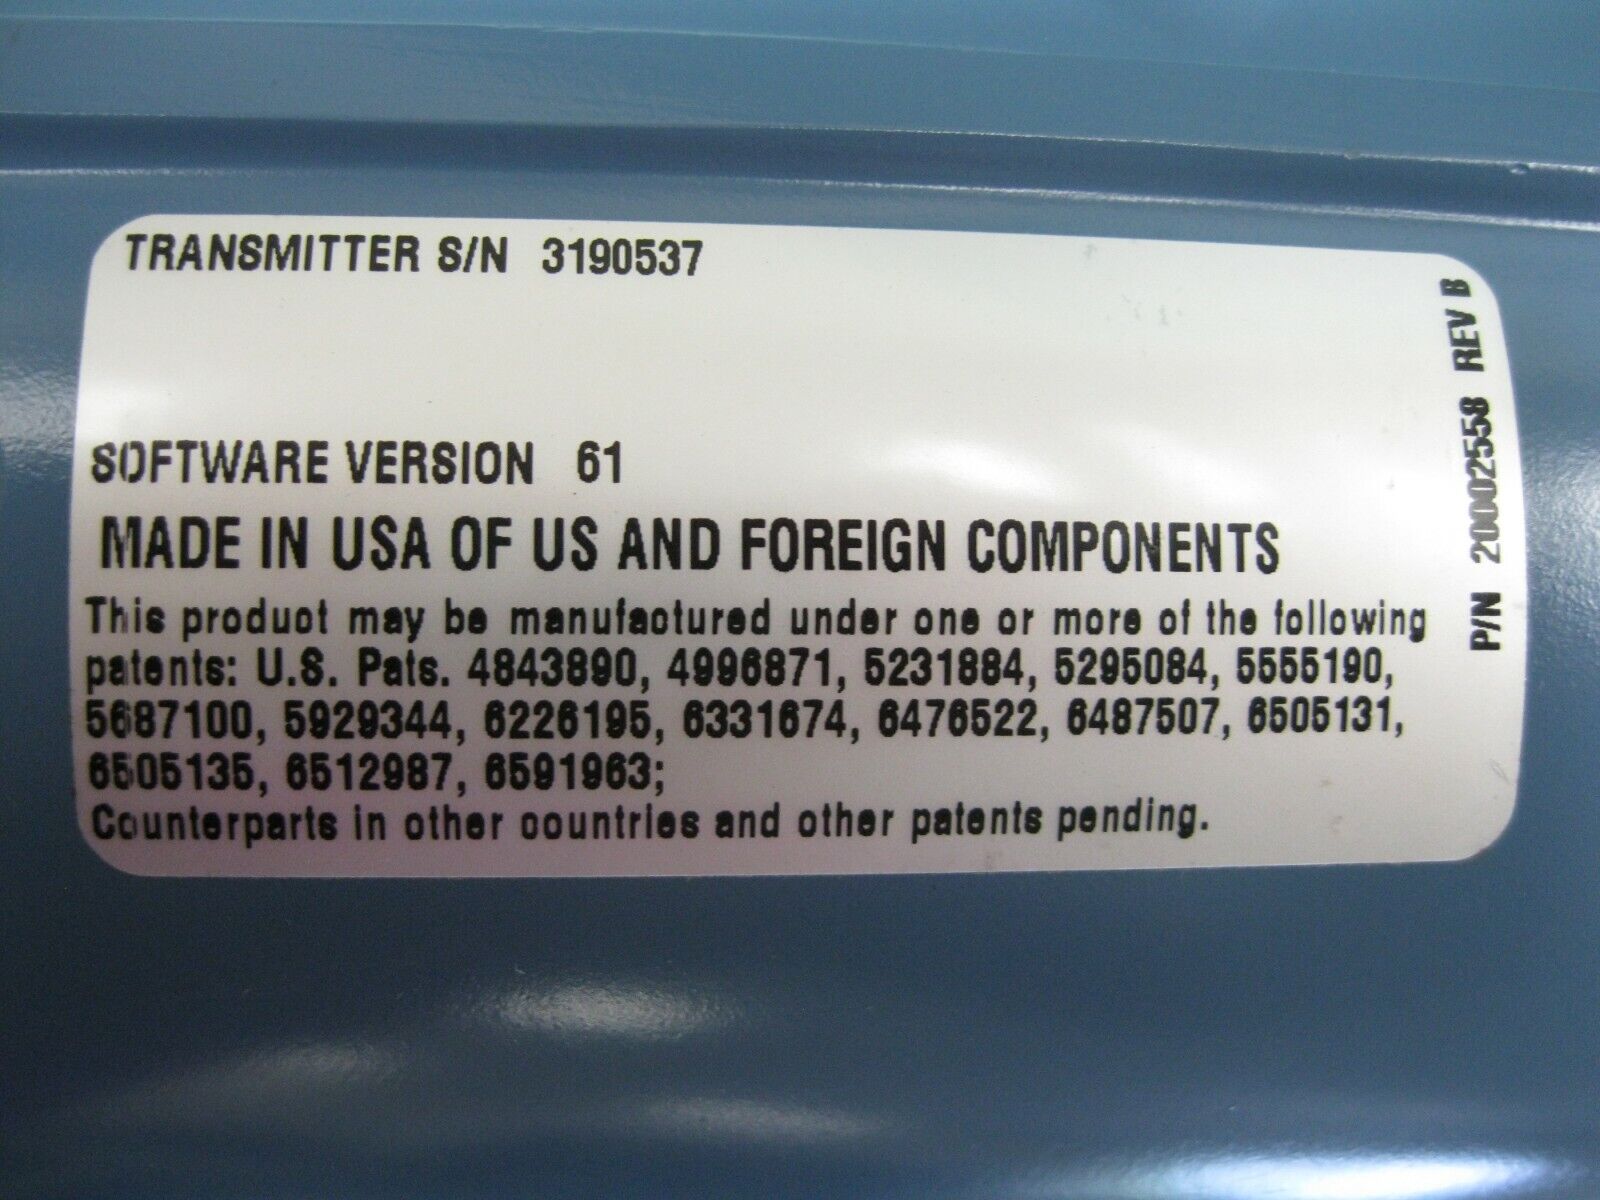 TRANSMITTER S/N 3190537
SOFTWARE VERSION 61
MADE IN USA OF US AND FOREIGN COMPONENTS
This product may be manufactured under one or more of the following
patents: U.S. Pats. 4843890, 4996871, 5231884, 5295084, 5555190,
5687100, 5929344, 6226195, 6331674, 6476522, 6487507, 6505131,
6505135, 6512987, 6591963;
Counterparts in other countries and other patents pending.
P/N 20002558 REV B